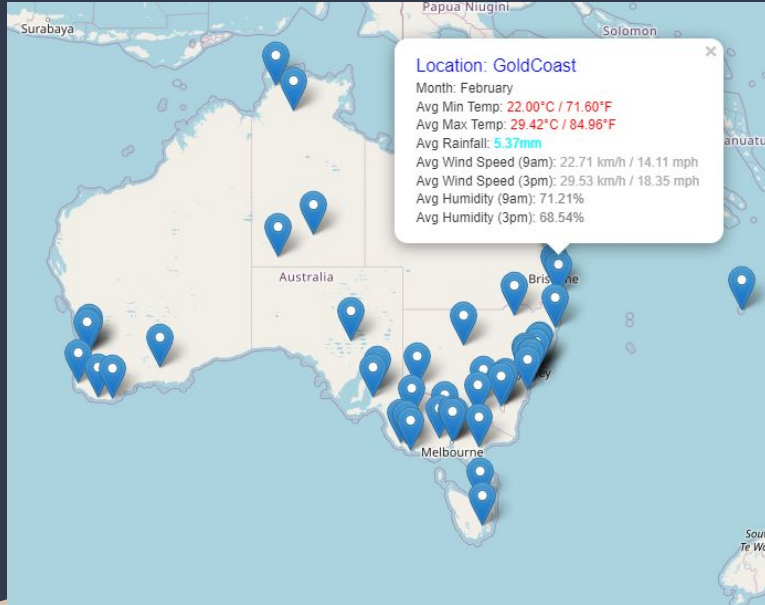 Papua Niugini
Surabaya
Solomon
×
Location: GoldCoast
Month: February
Avg Min Temp: 22.00°C / 71.60°F
Avg Max Temp: 29.42°C / 84.96°F
Avg Rainfall: 5.37mm
Avg Wind Speed (9am): 22.71 km/h / 14.11 mph
Avg Wind Speed (3pm): 29.53 km/h / 18.35 mph
Avg Humidity (9am): 71.21%
Avg Humidity (3pm): 68.54%
anuatu
Australia
Melbourne